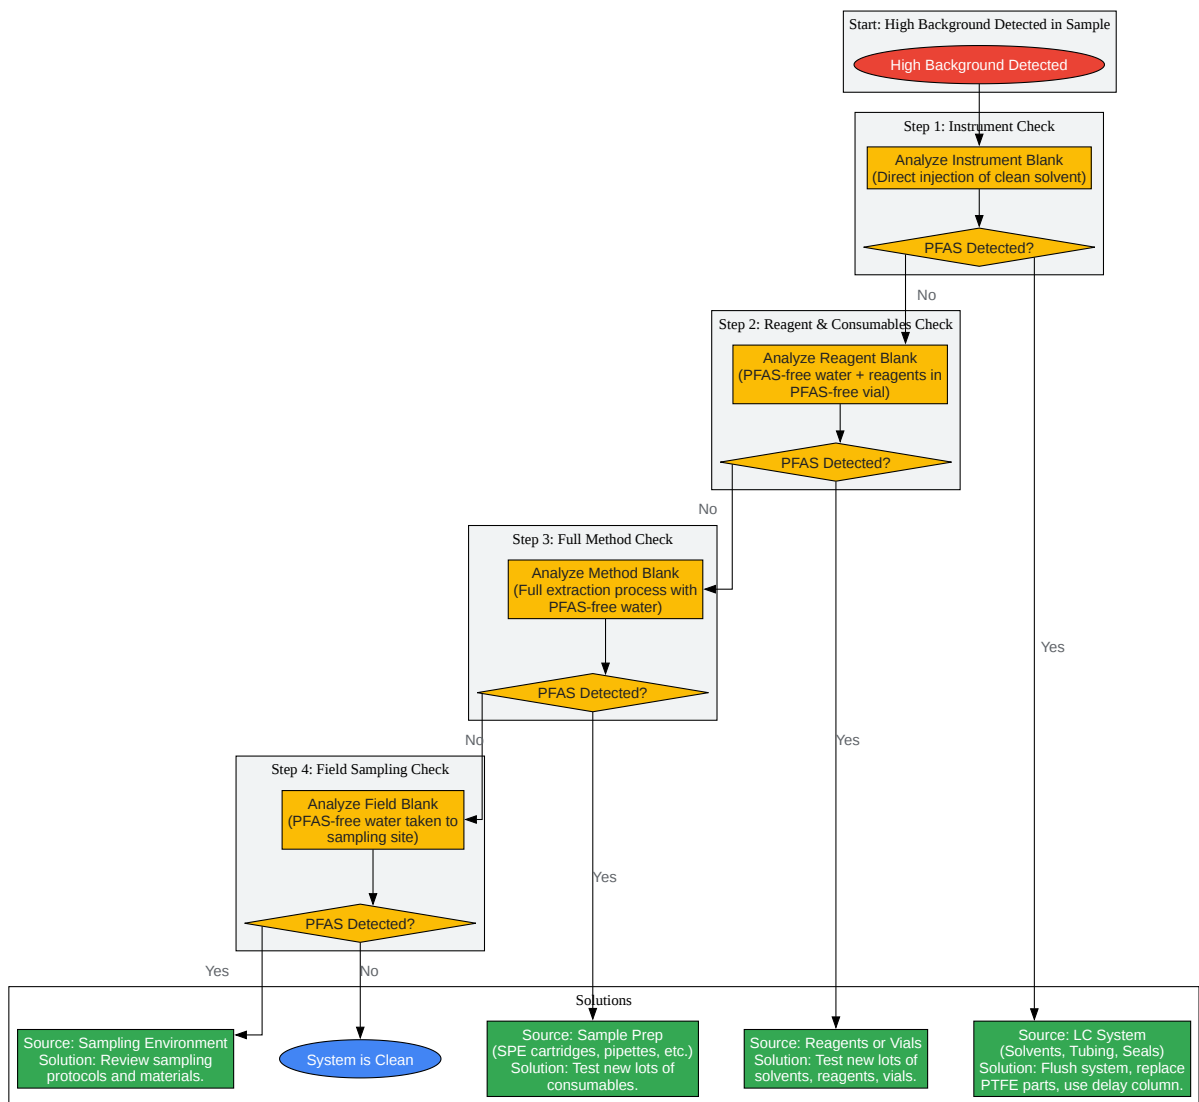 Start: High Background Detected in Sample
High Background Detected
Step 1: Instrument Check
Analyze Instrument Blank
(Direct injection of clean solvent)
PFAS Detected?
No
Yes
Step 2: Reagent & Consumables Check
Analyze Reagent Blank
(PFAS-free water + reagents in
PFAS-free vial)
PFAS Detected?
No
Yes
Step 3: Full Method Check
Analyze Method Blank
(Full extraction process with
PFAS-free water)
PFAS Detected?
No
Yes
Step 4: Field Sampling Check
Analyze Field Blank
(PFAS-free water taken to
sampling site)
PFAS Detected?
Yes
No
Solutions
Source: Sampling Environment
Solution: Review sampling
protocols and materials.
System is Clean
Source: Sample Prep
(SPE cartridges, pipettes, etc.)
Solution: Test new lots of
consumables.
Source: Reagents or Vials
Solution: Test new lots of
solvents, reagents, vials.
Source: LC System
(Solvents, Tubing, Seals)
Solution: Flush system, replace
PTFE parts, use delay column.